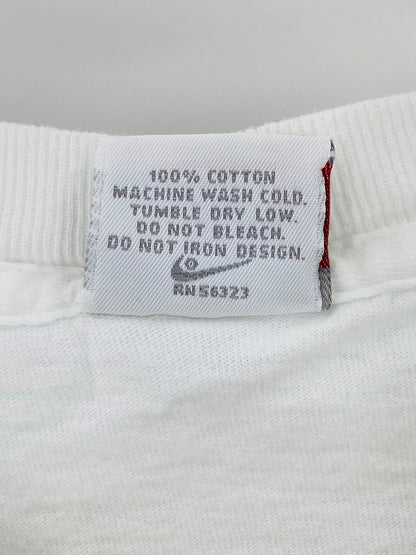 100% COTTON
MACHINE WASH COLD.
TUMBLE DRY LOW.
DO NOT BLEACH.
DO NOT IRON DESIGN.
RN56323